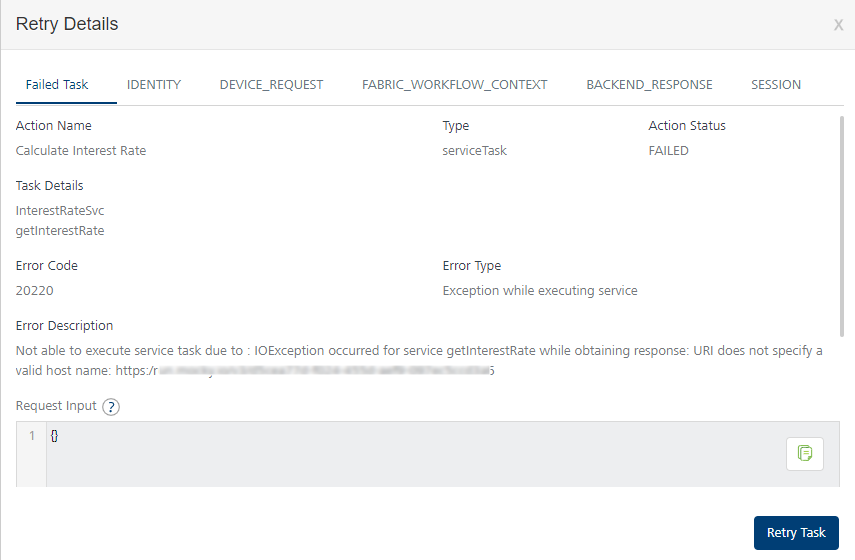 Retry Details
X
Failed Task IDENTITY DEVICE_REQUEST FABRIC_WORKFLOW_CONTEXT BACKEND_RESPONSE SESSION
Action Name Type Action Status
Calculate Interest Rate serviceTask FAILED
Task Details
InterestRateSvc
getInterestRate
Error Code Error Type
20220 Exception while executing service
Error Description
Not able to execute service task due to : IOException occurred for service getInterestRate while obtaining response: URI does not specify a
valid host name: https:/
Request Input ?
1 {}
Retry Task